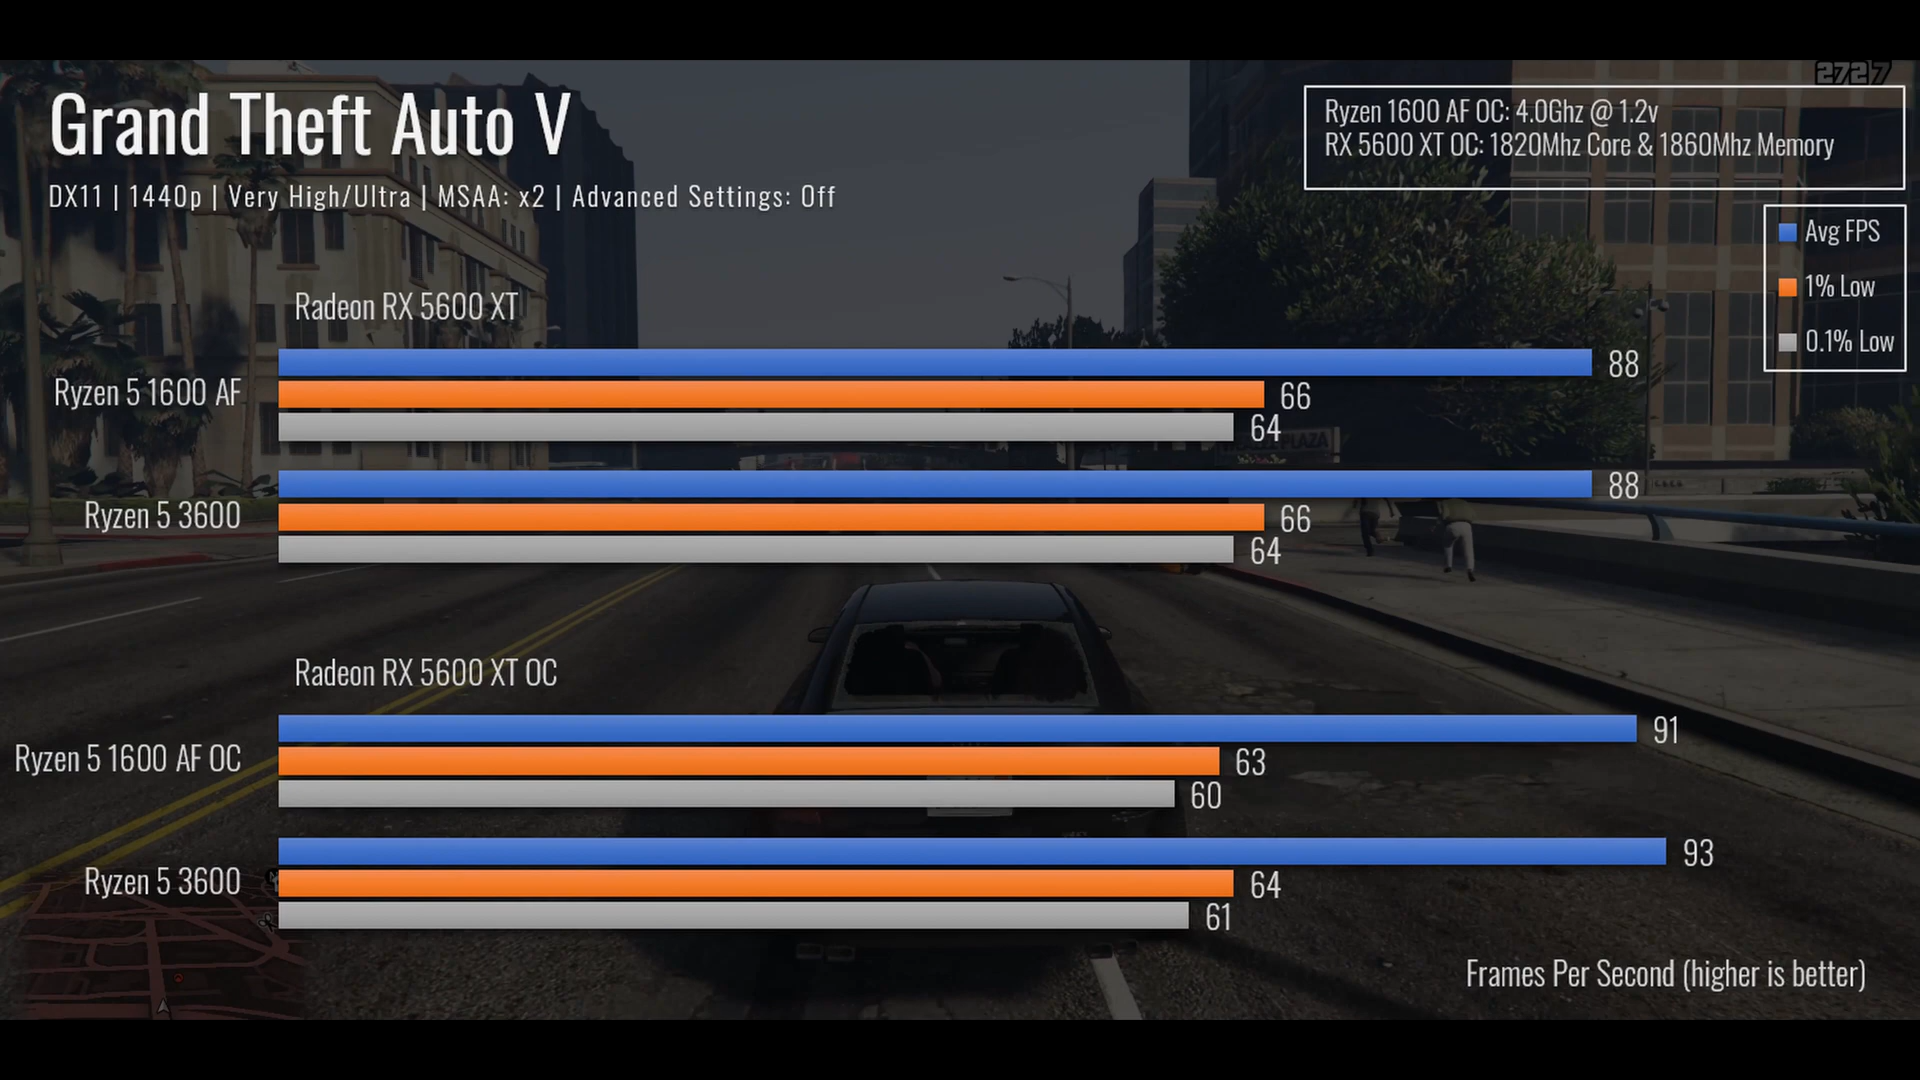 2727
Grand Theft Auto V
DX11 | 1440p | Very High/Ultra | MSAA: x2 | Advanced Settings: Off
Ryzen 1600 AF OC: 4.0Ghz @ 1.2v
RX 5600 XT OC: 1820Mhz Core & 1860Mhz Memory
Avg FPS
1% Low
0.1% Low
Radeon RX 5600 XT
Ryzen 5 1600 AF
88
66
64
PLAZA
Ryzen 5 3600
88
66
64
Radeon RX 5600 XT OC
Ryzen 5 1600 AF OC
91
63
60
Ryzen 5 3600
93
64
61
Frames Per Second (higher is better)